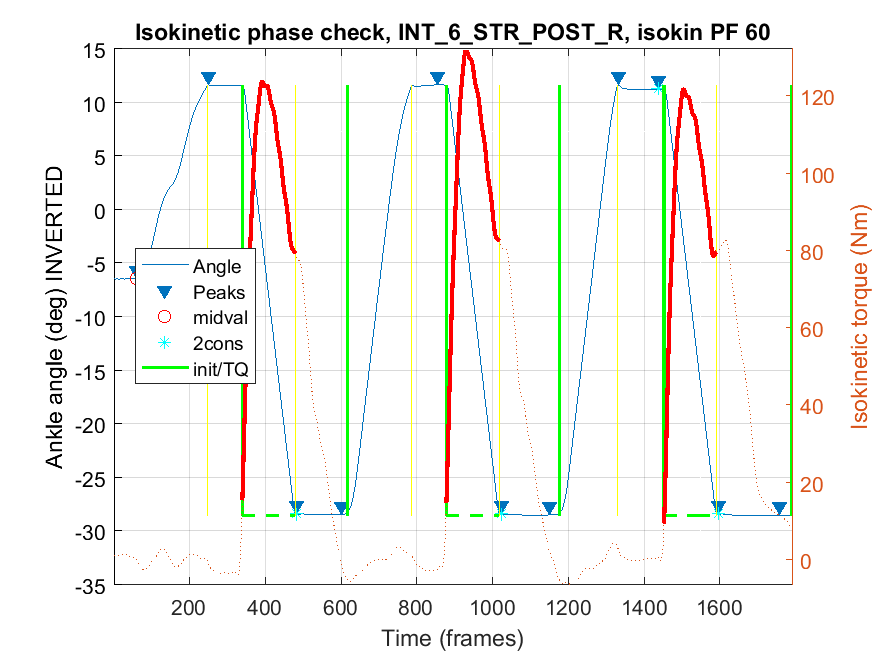 Isokinetic phase check, INT_6_STR_POST_R, isokin PF 60
Ankle angle (deg) INVERTED
15
10
5
0
-5
-10
-15
-20
-25
-30
-35
Angle
Peaks
midval
2cons
init/TQ
120
100
80
60
40
20
0
Isokinetic torque (Nm)
200 400 600 800 1000 1200 1400 1600
Time (frames)